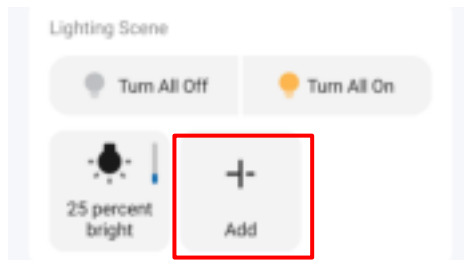 Lighting Scene
Turn All Off
Turn All On
25 percent
bright
Add